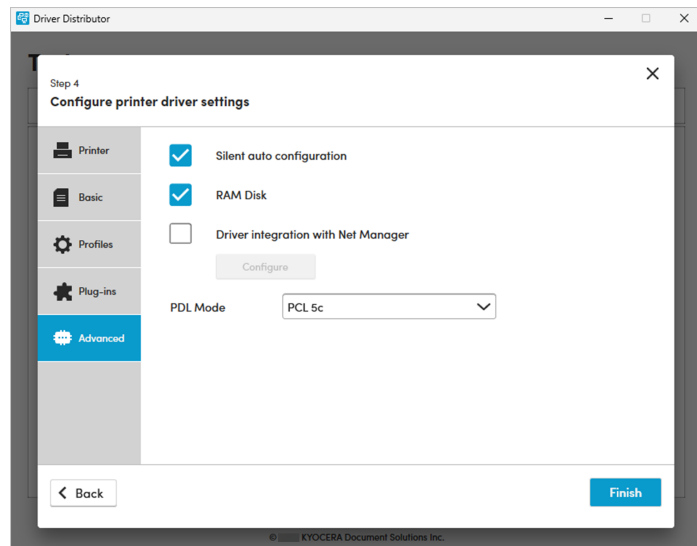 Driver Distributor
Step 4
Configure printer driver settings
Printer
Basic
Profiles
Plug-ins
Advanced
Silent auto configuration
RAM Disk
Driver integration with Net Manager
Configure
PDL Mode
PCL 5c
Back
Finish
© KYOCERA Document Solutions Inc.